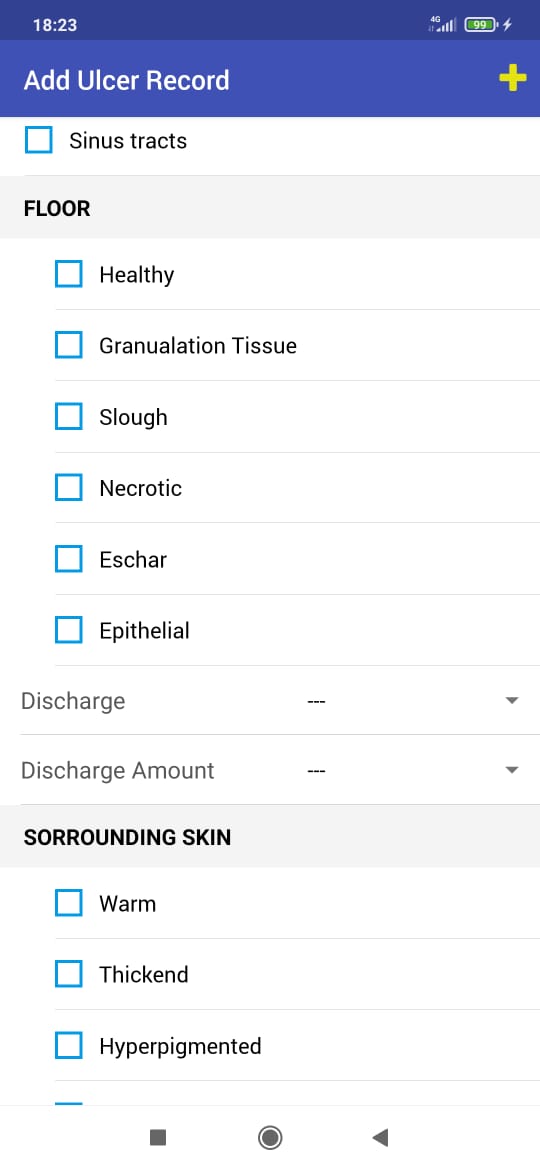 18:23
4G
99
Add Ulcer Record
Sinus tracts
FLOOR
Healthy
Granualation Tissue
Slough
Necrotic
Eschar
Epithelial
Discharge ---
Discharge Amount ---
SORROUNDING SKIN
Warm
Thickend
Hyperpigmented